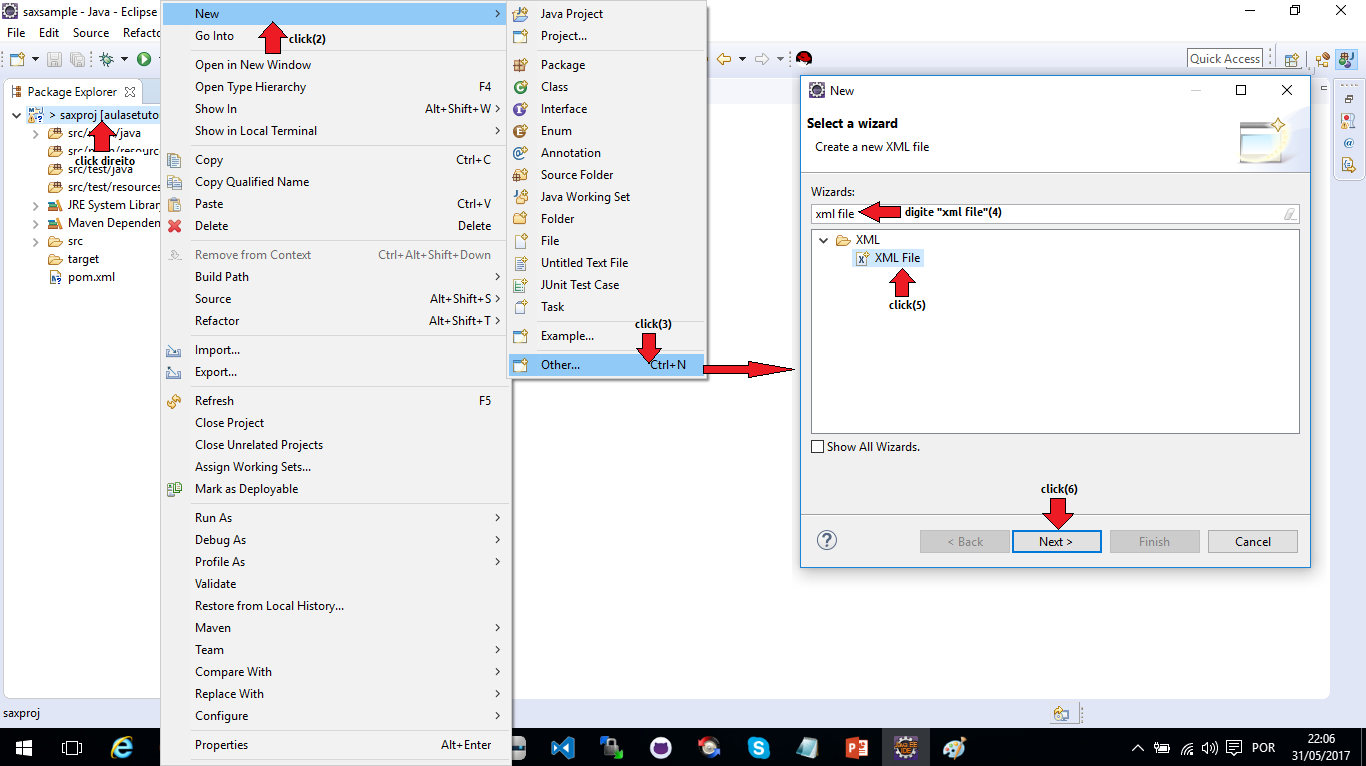 saxsample - Java - Eclipse
File Edit Source Refacto
Quick Access
Package Explorer
> saxproj [aulasetuto
click direito
/java
src/test/java
src/test/resources
JRE System Librar
Maven Dependen
src
target
pom.xml
New
click(2)
Go Into
Open in New Window
Open Type Hierarchy F4
Show In Alt+Shift+W >
Show in Local Terminal >
Copy Ctrl+C
Copy Qualified Name
Paste Ctrl+V
Delete Delete
Remove from Context Ctrl+Alt+Shift+Down
Build Path >
Source Alt+Shift+S >
Refactor Alt+Shift+T >
Import...
Export...
Refresh F5
Close Project
Close Unrelated Projects
Assign Working Sets...
Mark as Deployable
Run As >
Debug As >
Profile As >
Validate
Restore from Local History...
Maven >
Team >
Compare With >
Replace With >
Configure >
Properties Alt+Enter
Java Project
Project...
Package
Class
Interface
Enum
Annotation
Source Folder
Java Working Set
Folder
File
Untitled Text File
JUnit Test Case
Task
click(3)
Example...
Other... Ctrl+N
New
Select a wizard
Create a new XML file
Wizards:
xml file
digite "xml file"(4)
XML
XML File
click(5)
Show All Wizards.
click(6)
< Back Next > Finish Cancel
saxproj
POR
22:06
31/05/2017